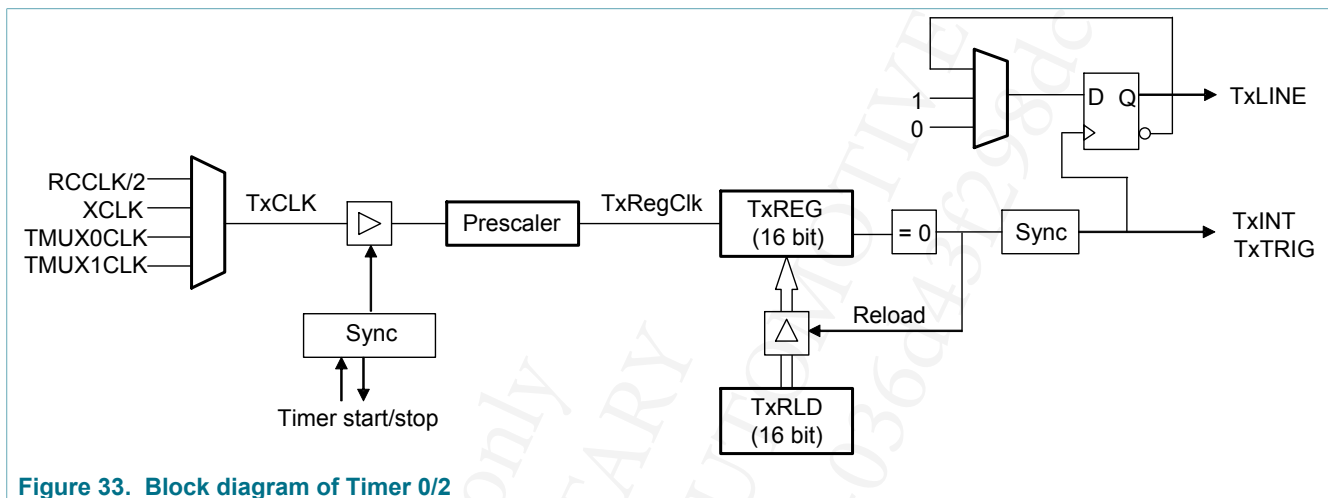 1
0
D Q
TxLINE
RCCLK/2
XCLK
TMUX0CLK
TMUX1CLK
TxCLK
Prescaler
TxRegClk
TxREG
(16 bit)
= 0
Sync
TxINT
TxTRIG
Sync
Timer start/stop
Reload
TxRLD
(16 bit)
Figure 33. Block diagram of Timer 0/2